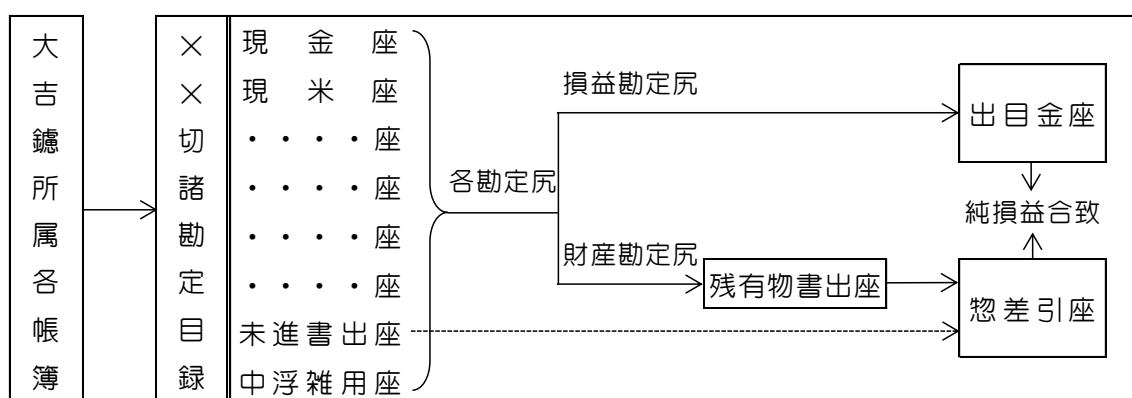 大吉鑢所属各帳簿
××切諸勘定目録
現金座
現米座
・・・・座
・・・・座
・・・・座
・・・・座
未進書出座
中浮雑用座
各勘定尻
損益勘定尻
財産勘定尻
残有物書出座
出目金座
純損益合致
惣差引座